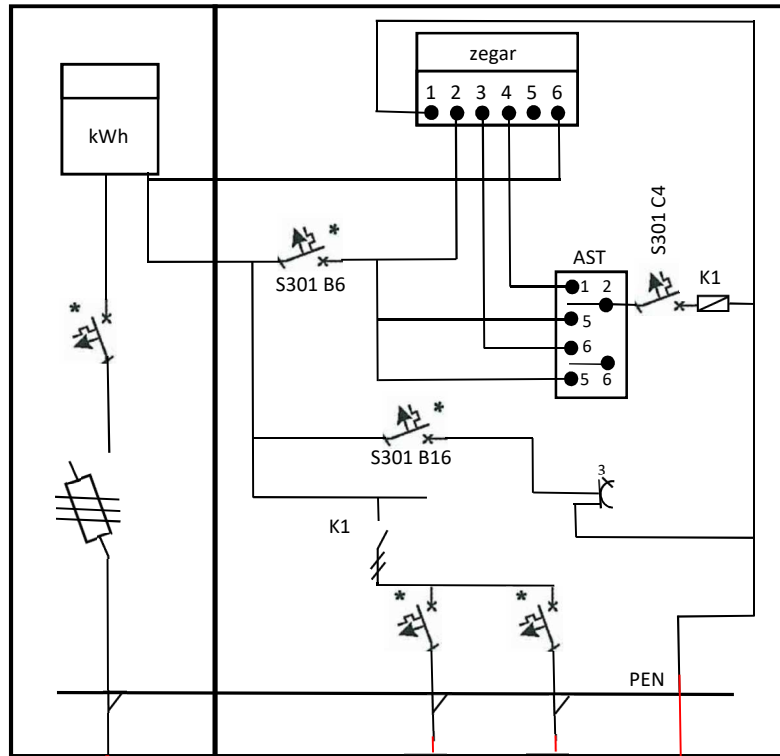 zegar
1 2 3 4 5 6
kWh
*
S301 B6
S301 C4
AST
1 2
K1
5
6
5 6
*
*
S301 B16
3
K1
*
*
PEN